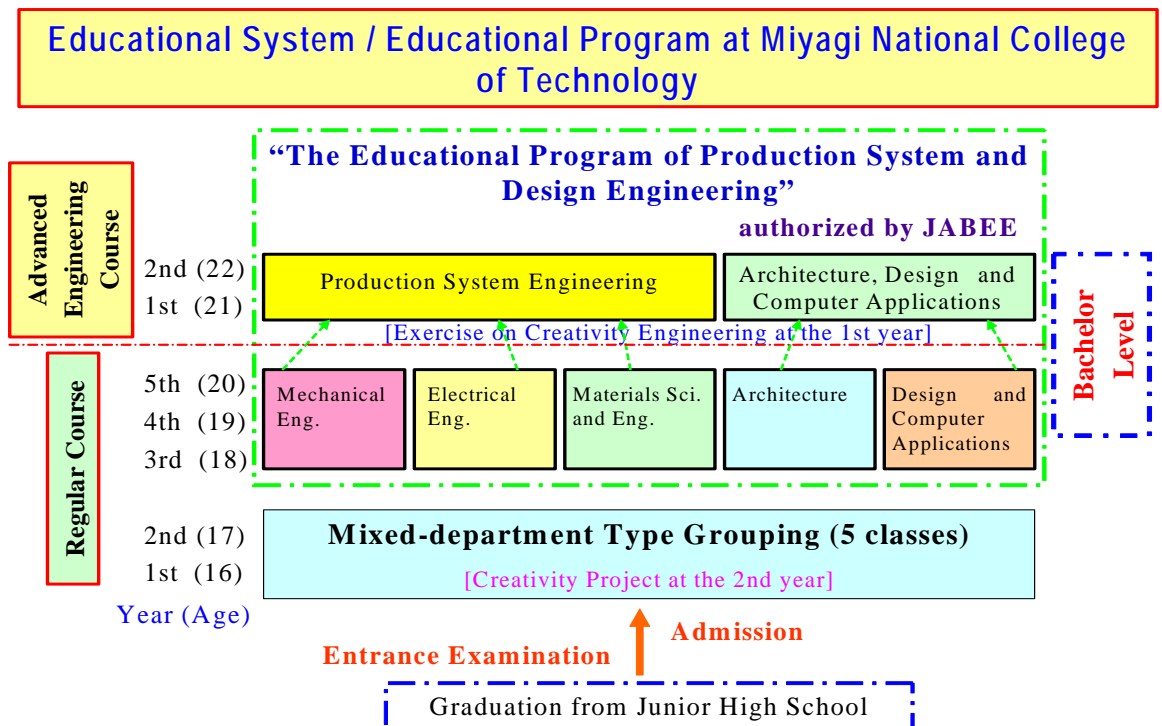 Educational System / Educational Program at Miyagi National College
of Technology
“The Educational Program of Production System and
Design Engineering”
authorized by JABEE
Advanced
Engineering
Course
2nd (22)
1st (21)
Production System Engineering
Architecture, Design and
Computer Applications
[Exercise on Creativity Engineering at the 1st year]
Bachelor
Level
Regular Course
5th (20)
4th (19)
3rd (18)
Mechanical
Eng.
Electrical
Eng.
Materials Sci.
and Eng.
Architecture
Design and
Computer
Applications
2nd (17)
1st (16)
Mixed-department Type Grouping (5 classes)
[Creativity Project at the 2nd year]
Year (Age)
Admission
Entrance Examination
Graduation from Junior High School